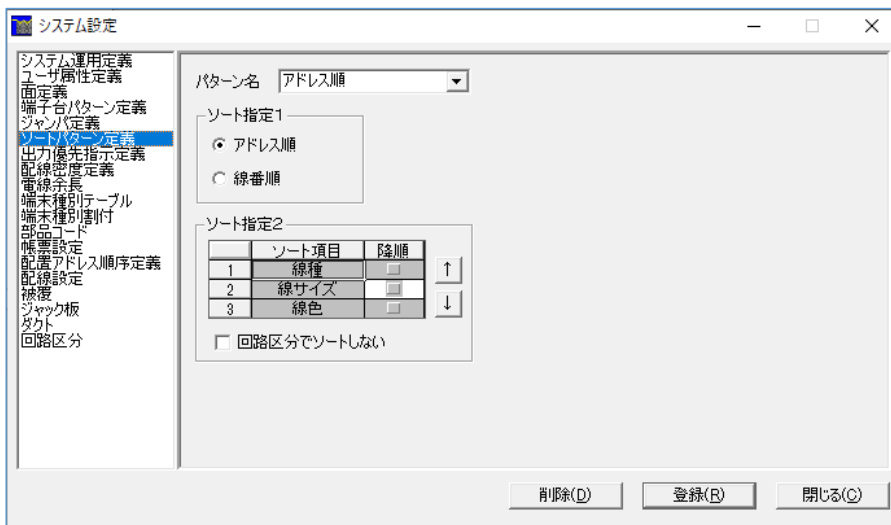 システム設定
システム運用定義
ユーザ属性定義
面定義
端子台パターン定義
ジャンパ定義
ソートパターン定義
出力優先指示定義
配線密度定義
電線余長
端末種別テーブル
端末種別割付
部品コード
帳票設定
配置アドレス順序定義
配線設定
被覆
ジャック板
ダクト
回路区分
パターン名 アドレス順
ソート指定1
アドレス順
線番順
ソート指定2
ソート項目 降順
1 線種
2 線サイズ
3 線色
↑
↓
回路区分でソートしない
削除(D) 登録(R) 閉じる(C)